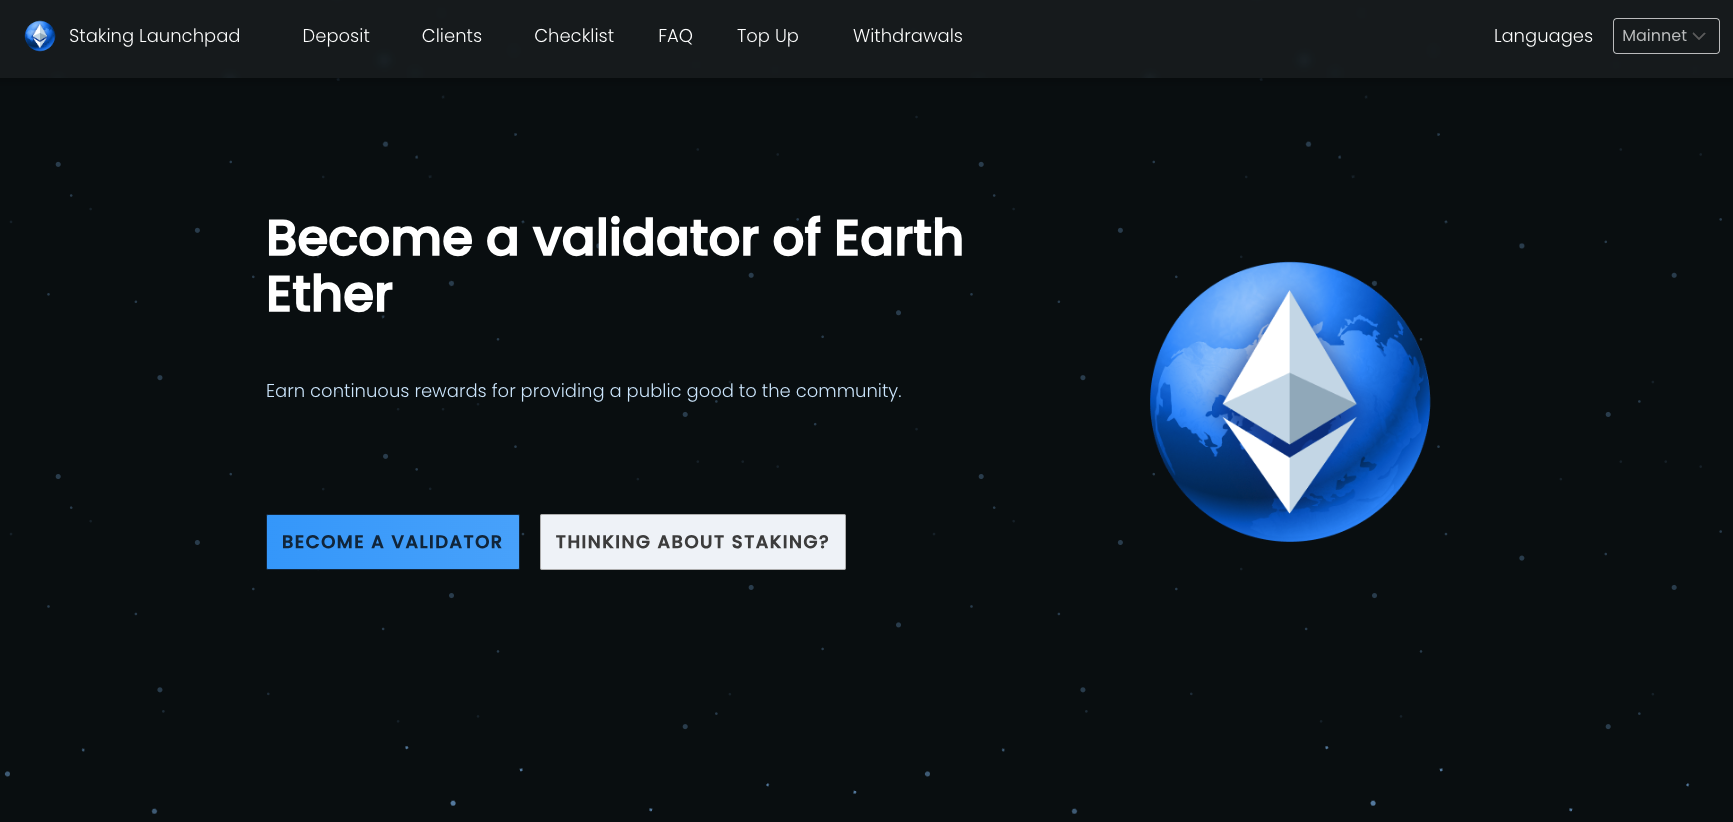 Staking Launchpad Deposit Clients Checklist FAQ Top Up Withdrawals Languages Mainnet
Become a validator of Earth
Ether
Earn continuous rewards for providing a public good to the community.
BECOME A VALIDATOR THINKING ABOUT STAKING?